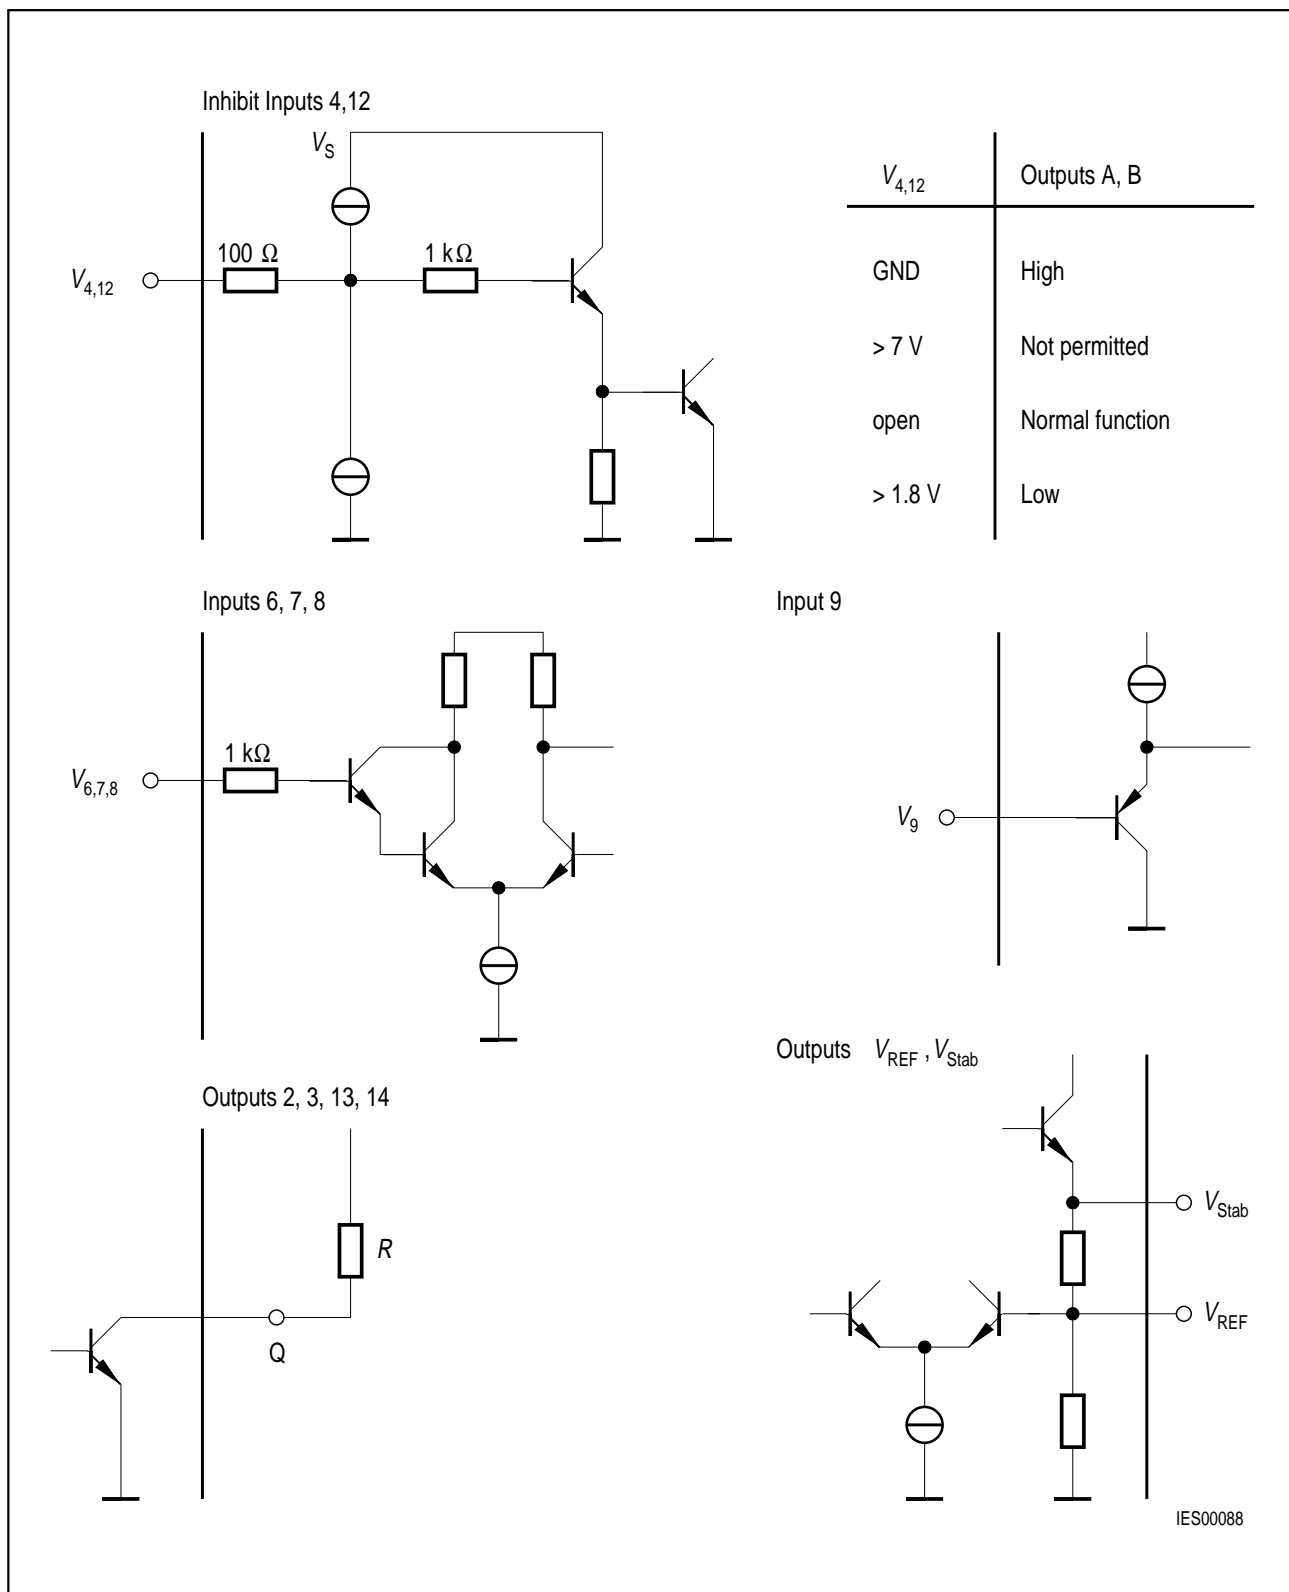 Inhibit Inputs 4,12
V_S
100 Ω
1 kΩ
V_4,12
V_4,12 Outputs A, B
GND High
> 7 V Not permitted
open Normal function
> 1.8 V Low
Inputs 6, 7, 8
1 kΩ
V_6,7,8
Input 9
V_9
Outputs 2, 3, 13, 14
R
Q
Outputs V_REF , V_Stab
V_Stab
V_REF
IES00088